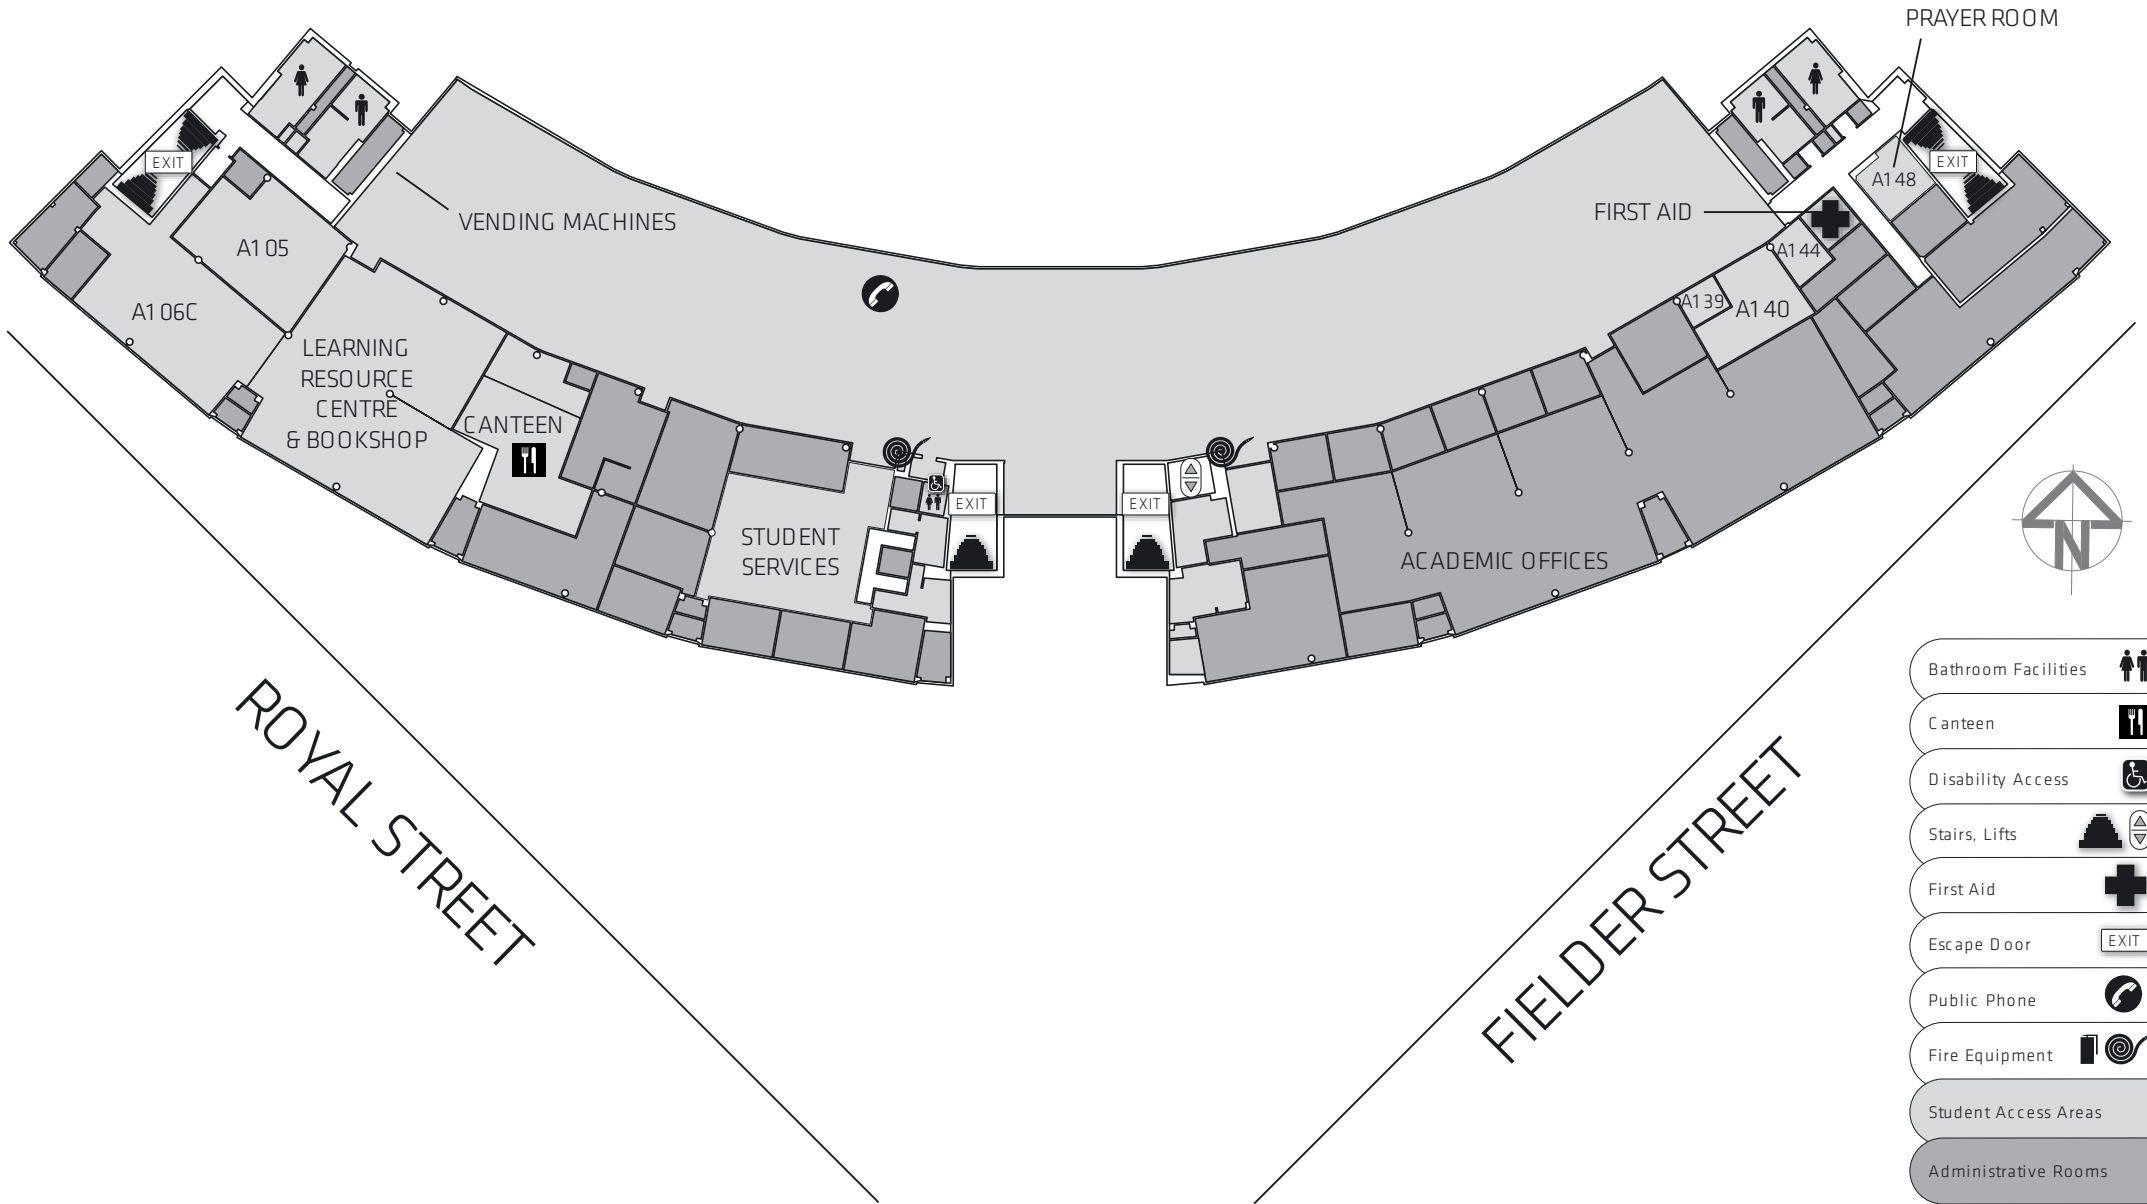 PRAYER ROOM
EXIT
EXIT
A148
FIRST AID
VENDING MACHINES
A105
A144
A139
A140
A106C
LEARNING
RESOURCE
CENTRE
& BOOKSHOP
CANTEEN
EXIT
EXIT
STUDENT
SERVICES
ACADEMIC OFFICES
N
ROYAL STREET
FIELDER STREET
Bathroom Facilities
Canteen
Disability Access
Stairs, Lifts
First Aid
Escape Door
EXIT
Public Phone
Fire Equipment
Student Access Areas
Administrative Rooms